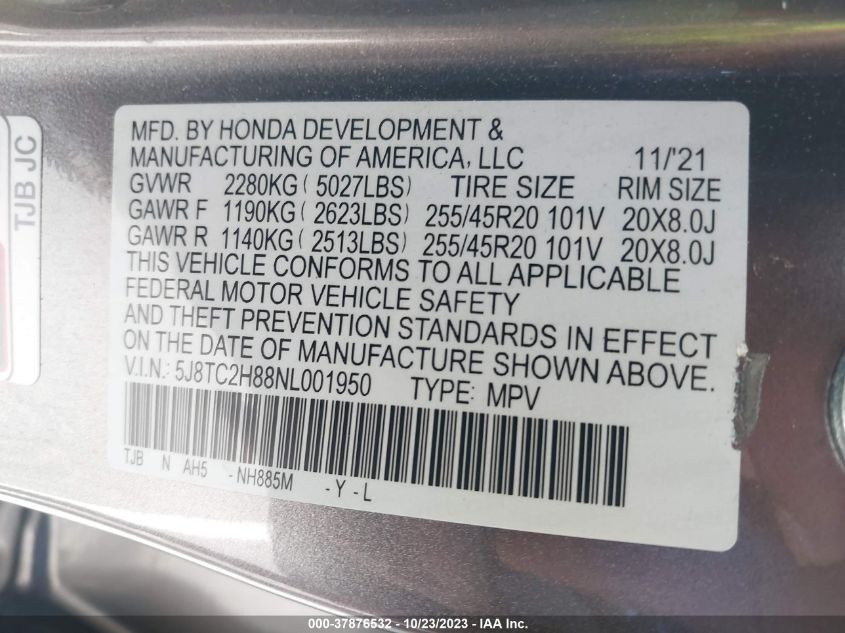 TJB JC
MFD. BY HONDA DEVELOPMENT &
MANUFACTURING OF AMERICA, LLC 11/'21
GVWR 2280KG ( 5027LBS) TIRE SIZE RIM SIZE
GAWR F 1190KG ( 2623LBS) 255/45R20 101V 20X8.0J
GAWR R 1140KG ( 2513LBS) 255/45R20 101V 20X8.0J
THIS VEHICLE CONFORMS TO ALL APPLICABLE
FEDERAL MOTOR VEHICLE SAFETY
AND THEFT PREVENTION STANDARDS IN EFFECT
ON THE DATE OF MANUFACTURE SHOWN ABOVE.
V.I.N.: 5J8TC2H88NL001950 TYPE: MPV
TJB N AH5 -NH885M -Y-L
000-37876532 - 10/23/2023 - IAA Inc.